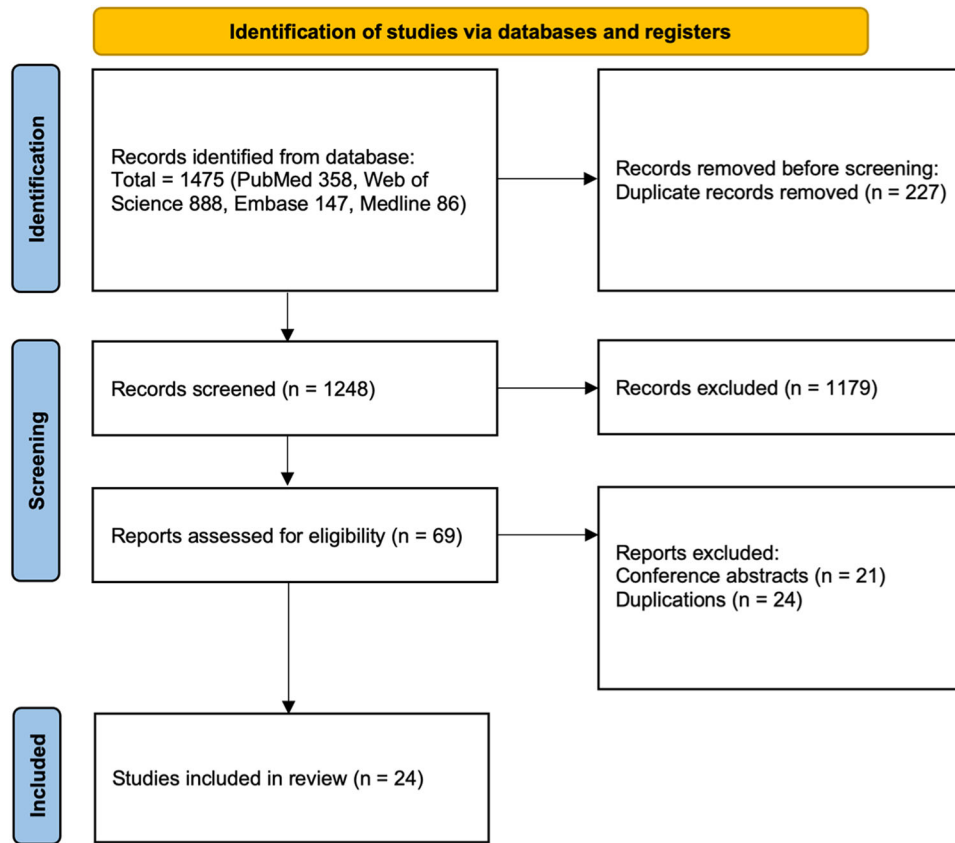 Identification of studies via databases and registers
Identification
Records identified from database:
Total = 1475 (PubMed 358, Web of
Science 888, Embase 147, Medline 86)
Records removed before screening:
Duplicate records removed (n = 227)
Screening
Records screened (n = 1248)
Records excluded (n = 1179)
Reports assessed for eligibility (n = 69)
Reports excluded:
Conference abstracts (n = 21)
Duplications (n = 24)
Included
Studies included in review (n = 24)